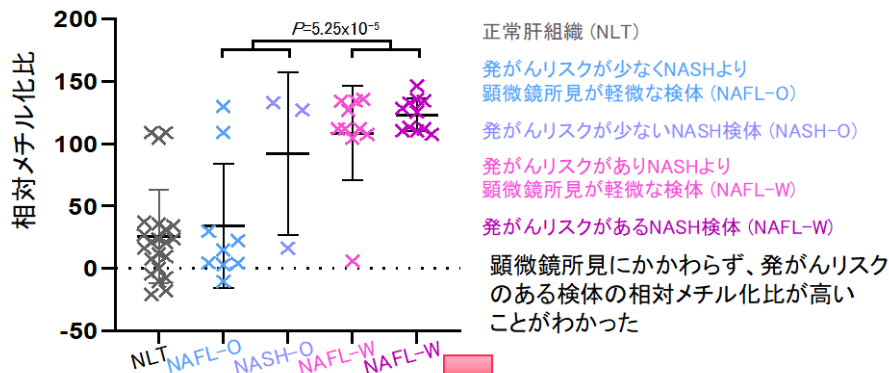 200
150
100
50
0
-50
相対メチル化比
P=5.25x10⁻⁵
NLT
NAFL-O
NASH-O
NAFL-W
NAFL-W
正常肝組織 (NLT)
発がんリスクが少なくNASHより
顕微鏡所見が軽微な検体 (NAFL-O)
発がんリスクが少ないNASH検体 (NASH-O)
発がんリスクがありNASHより
顕微鏡所見が軽微な検体 (NAFL-W)
発がんリスクがあるNASH検体 (NAFL-W)
顕微鏡所見にかかわらず、発がんリスク
のある検体の相対メチル化比が高い
ことがわかった